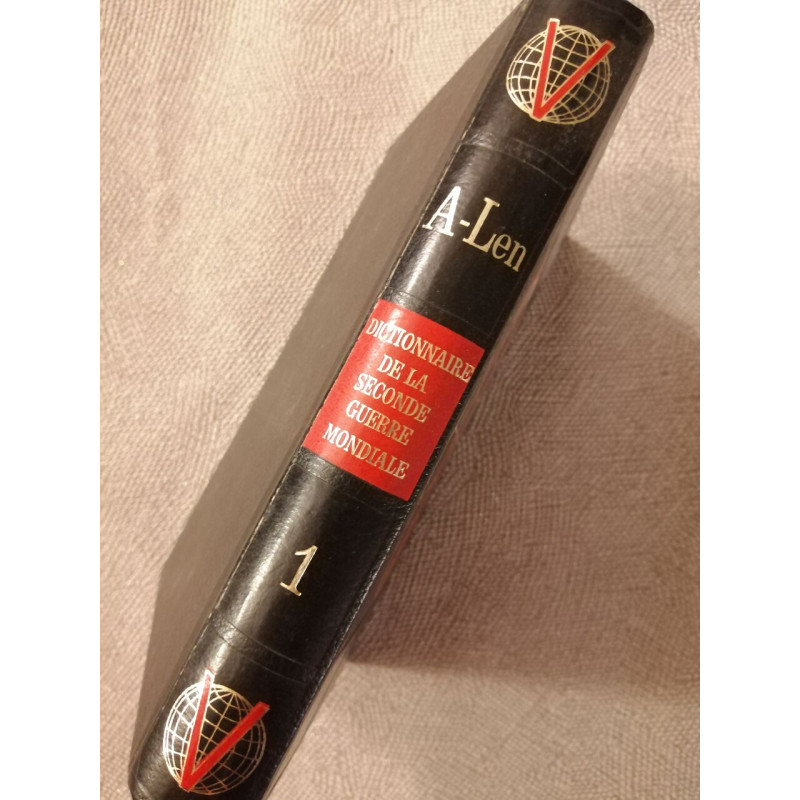 V
A-Len
DICTIONNAIRE
DE LA
SECONDE
GUERRE
MONDIALE
1
V